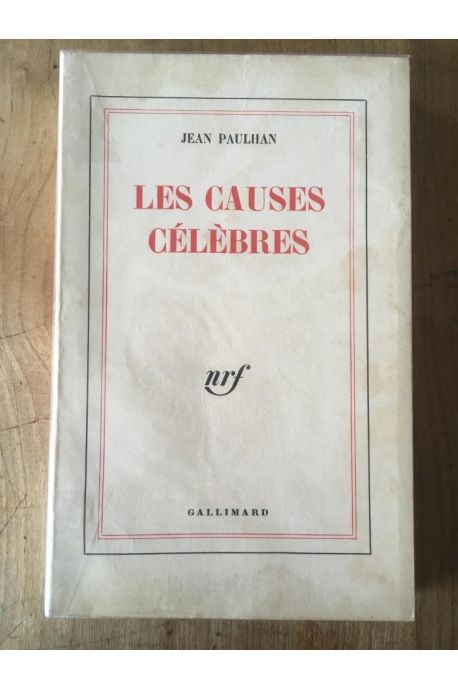 JEAN PAULHAN
LES CAUSES
CÉLÈBRES
nrf
GALLIMARD